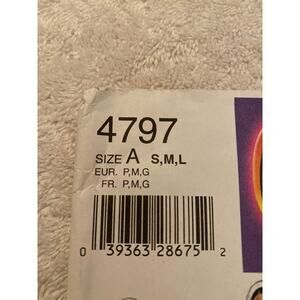 4797
SIZE A S,M,L
EUR. P,M,G
FR. P,M,G
0 39363 28675 2